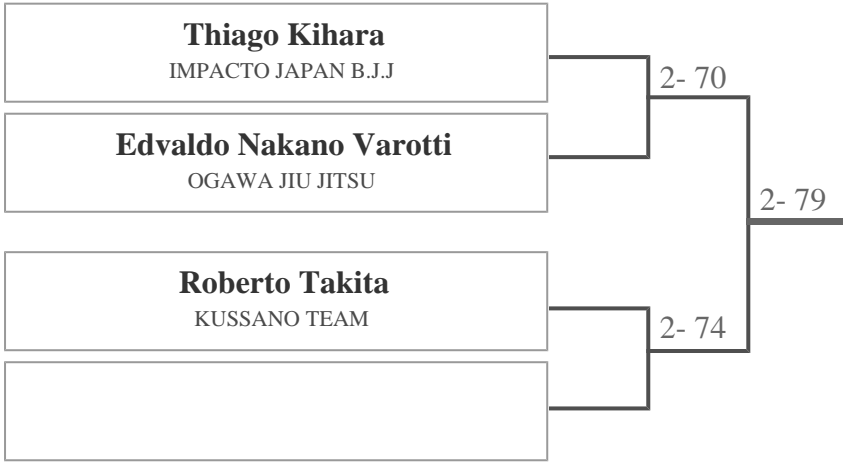 Thiago Kihara
IMPACTO JAPAN B.J.J
2- 70
Edvaldo Nakano Varotti
OGAWA JIU JITSU
2- 79
Roberto Takita
KUSSANO TEAM
2- 74